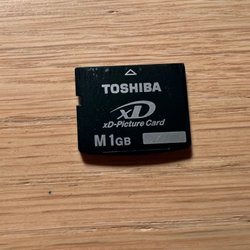 TOSHIBA
xD
xD-Picture Card
M 1GB